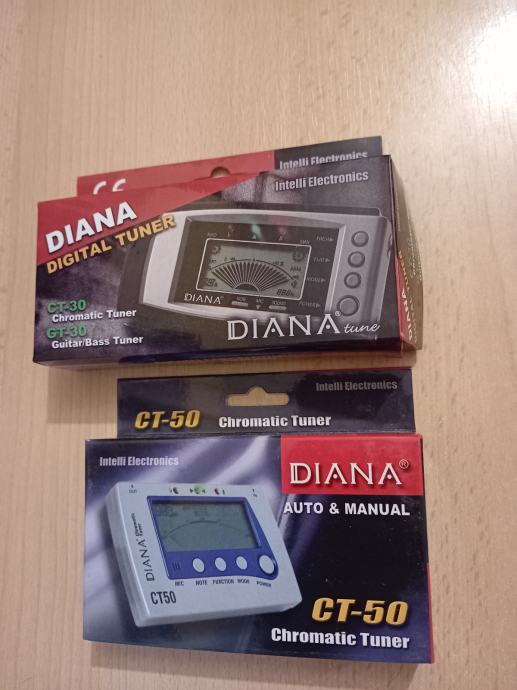 Intelli Electronics
Intelli Electronics
DIANA
DIGITAL TUNER
CT-30
Chromatic Tuner
GT-30
Guitar/Bass Tuner
DIANA
DIANA®
tune
CT-50 Chromatic Tuner
Intelli Electronics
Intelli Electronics
DIANA®
AUTO & MANUAL
DIANA Chromatic Tuner
CT50
MIC NOTE FUNCTION MODE POWER
CT-50
Chromatic Tuner